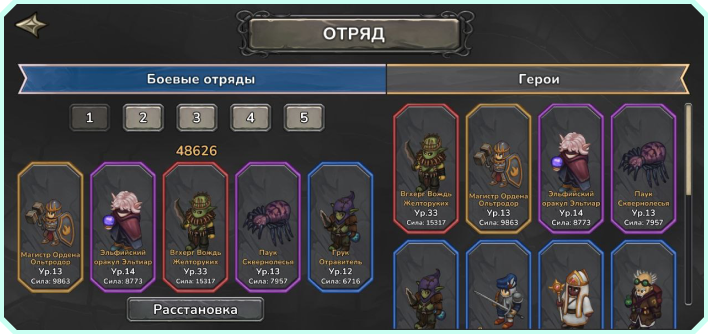 ОТРЯД
Боевые отряды
Герои
1 2 3 4 5
48626
Магистр Ордена
Ольтродор
Ур.13
Сила: 9863
Эльфийский
оракул Эльтиар
Ур.14
Сила: 8773
Вгхерг Вождь
Желторуких
Ур.33
Сила: 15317
Паук
Сквернолесья
Ур.13
Сила: 7957
Грук
Отравитель
Ур.12
Сила: 6716
Расстановка
Вгхерг Вождь
Желторуких
Ур.33
Сила: 15317
Магистр Ордена
Ольтродор
Ур.13
Сила: 9863
Эльфийский
оракул Эльтиар
Ур.14
Сила: 8773
Паук
Сквернолесья
Ур.13
Сила: 7957